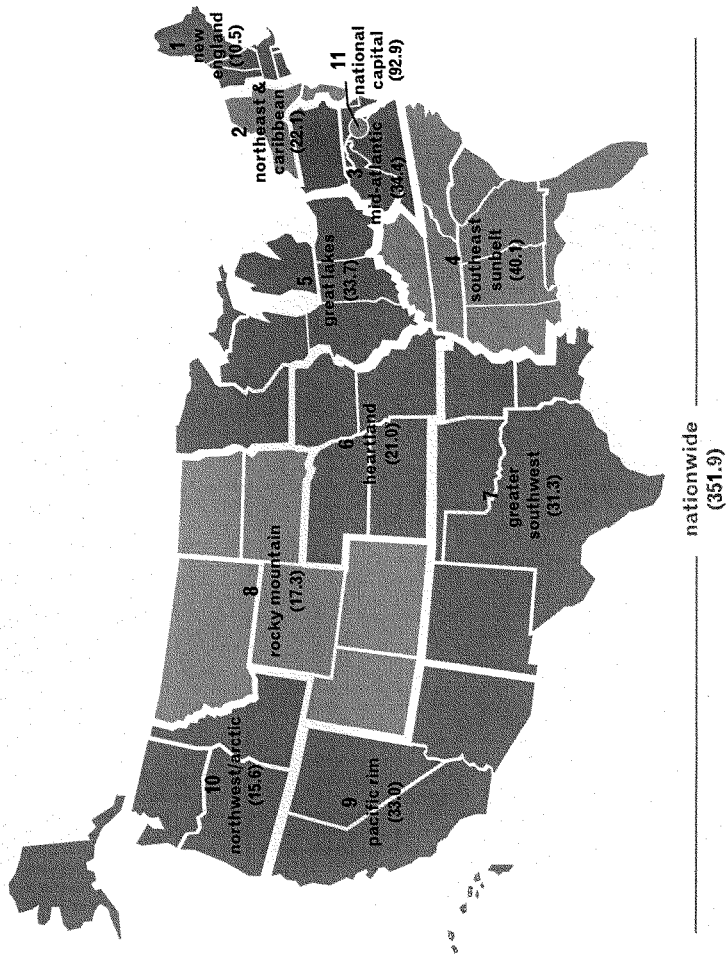 1
new
england
(10.5)
2
northeast &
caribbean
(22.1)
11
national
capital
(92.9)
3
mid-atlantic
(34.4)
4
southeast
sunbelt
(40.1)
5
great lakes
(33.7)
6
heartland
(21.0)
7
greater
southwest
(31.3)
8
rocky mountain
(17.3)
9
pacific rim
(33.0)
10
northwest/arctic
(15.6)
nationwide
(351.9)